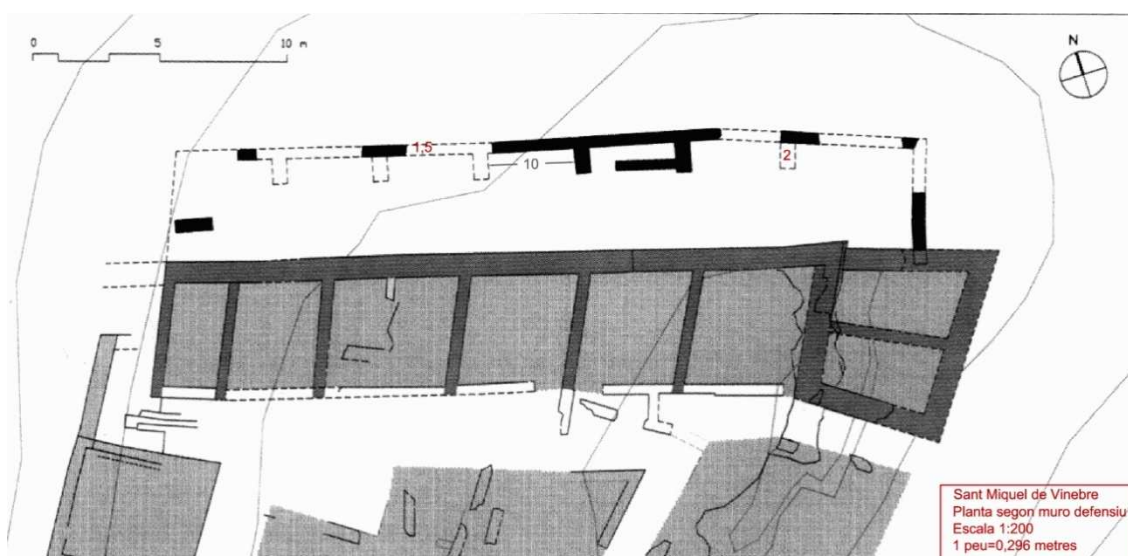 0 5 10 m
N
1,5
10
2
Sant Miquel de Vinebre
Planta segon muro defensiu
Escala 1:200
1 peu=0,296 metres